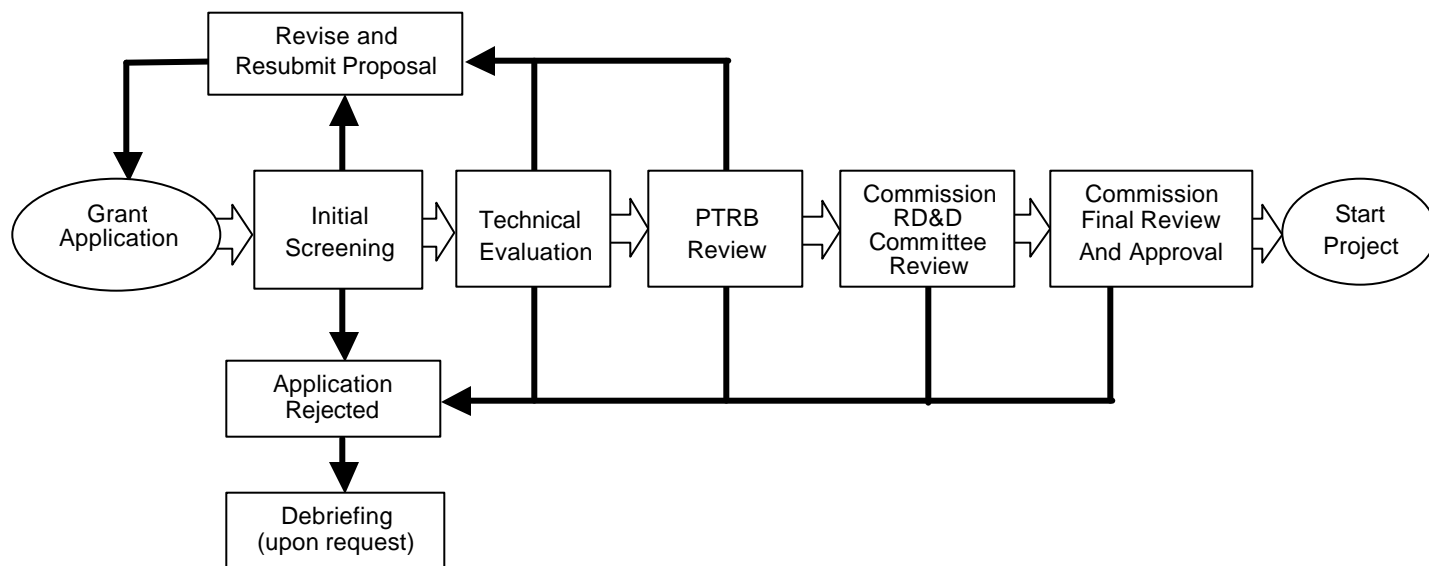 Revise and
Resubmit Proposal
Grant
Application
Initial
Screening
Technical
Evaluation
PTRB
Review
Commission
RD&D
Committee
Review
Commission
Final Review
And Approval
Start
Project
Application
Rejected
Debriefing
(upon request)